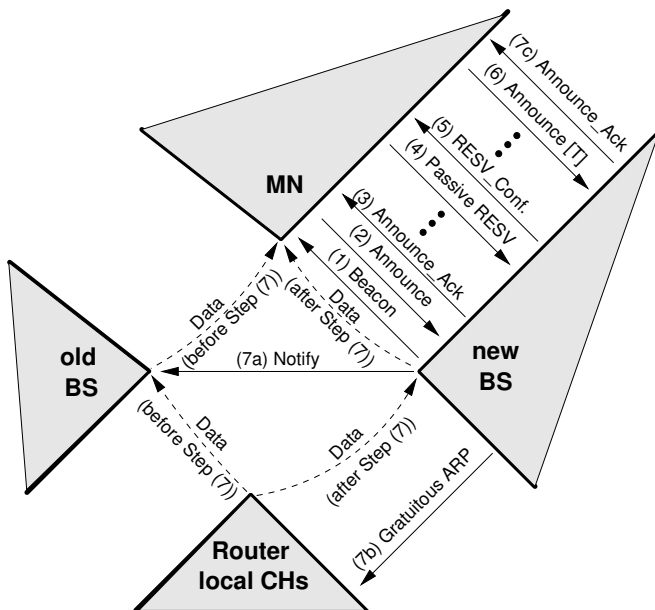 (7c) Announce_Ack
(6) Announce [T]
(5) RESV_Conf.
(4) Passive RESV
(3) Announce_Ack
(2) Announce
(1) Beacon
MN
Data
(before Step (7))
Data
(after Step (7))
old
BS
(7a) Notify
new
BS
Data
(before Step (7))
Data
(after Step (7))
(7b) Gratuitous ARP
Router
local CHs